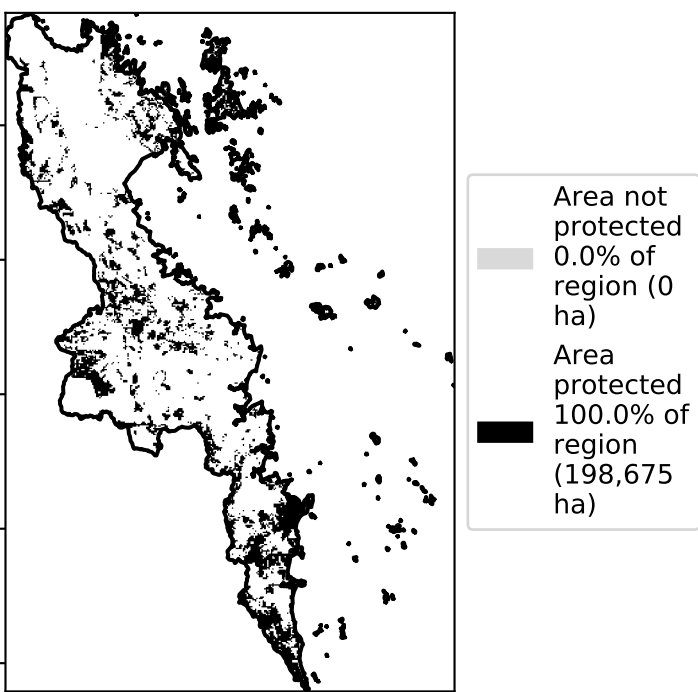 Area not
protected
0.0% of
region (0
ha)
Area
protected
100.0% of
region
(198,675
ha)